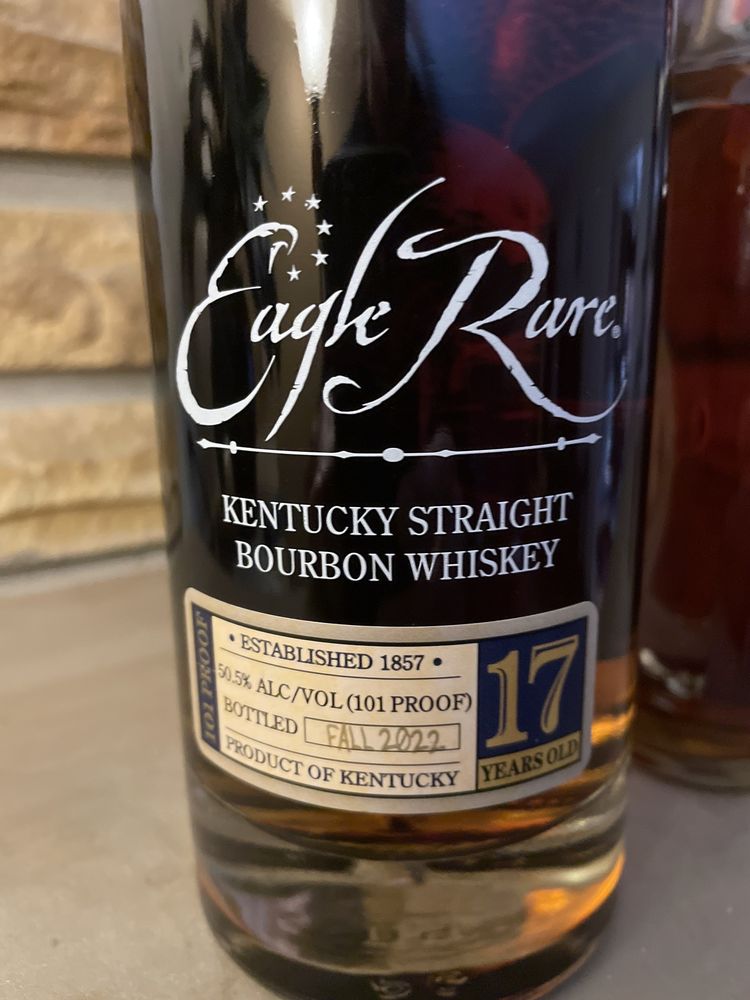 Eagle Rare®
KENTUCKY STRAIGHT
BOURBON WHISKEY
101 PROOF
• ESTABLISHED 1857 •
50.5% ALC/VOL (101 PROOF)
BOTTLED FALL 2022
PRODUCT OF KENTUCKY
17
YEARS OLD